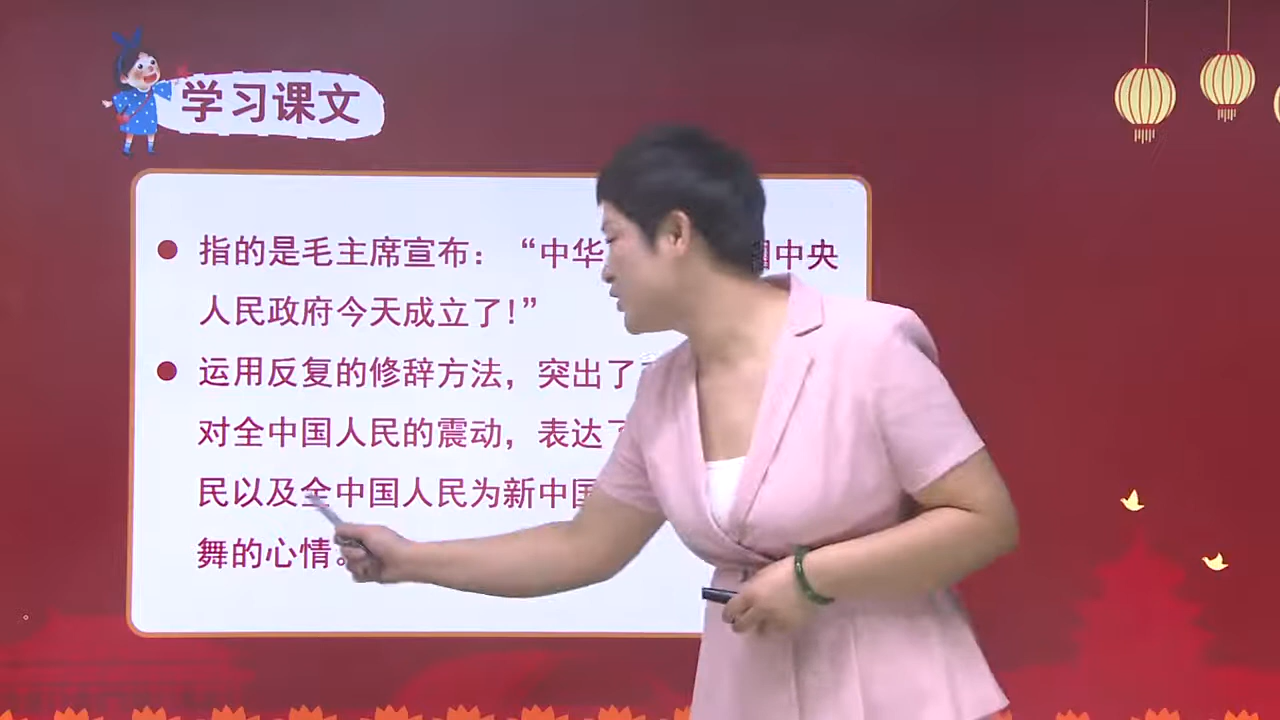 学习课文
指的是毛主席宣布：“中华 国中央
人民政府今天成立了!”
运用反复的修辞方法，突出了
对全中国人民的震动，表达了
民以及全中国人民为新中国
舞的心情。